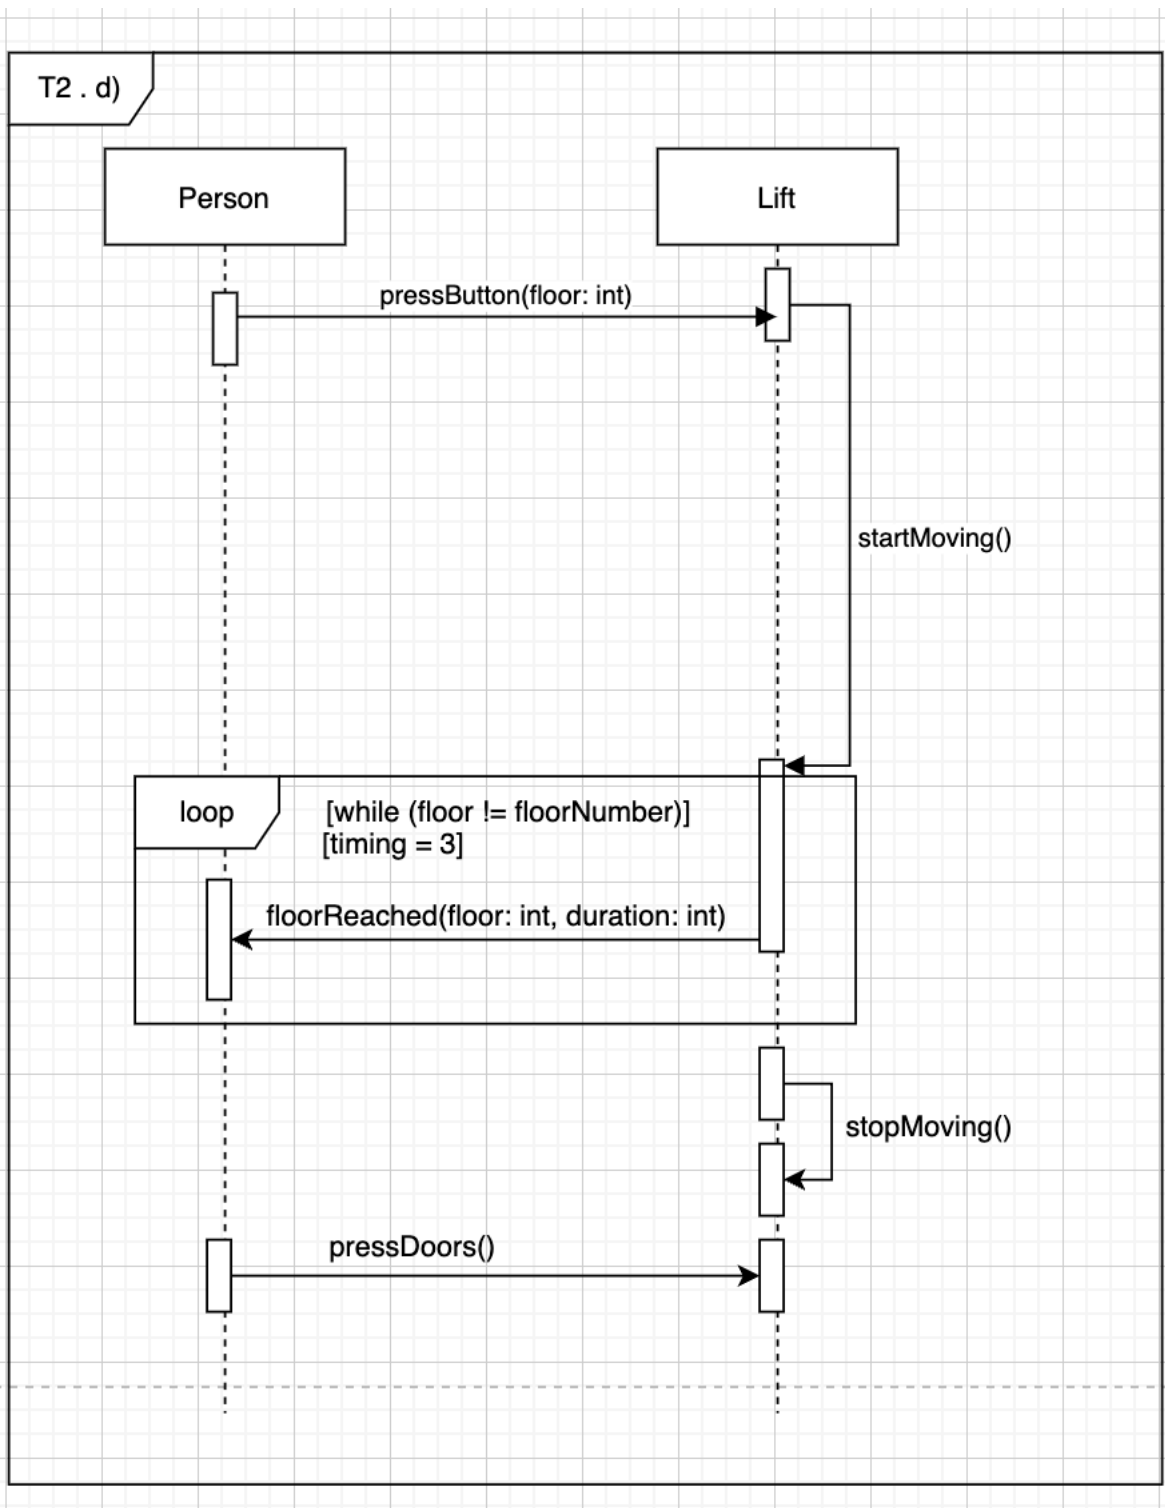 T2 . d)
Person
Lift
pressButton(floor: int)
startMoving()
loop
[while (floor != floorNumber)]
[timing = 3]
floorReached(floor: int, duration: int)
stopMoving()
pressDoors()